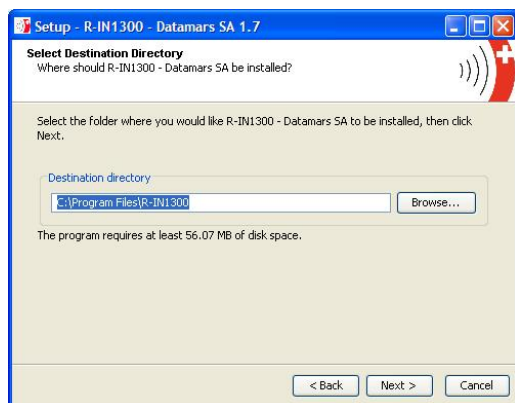 Setup - R-IN1300 - Datamars SA 1.7
Select Destination Directory
Where should R-IN1300 - Datamars SA be installed?
Select the folder where you would like R-IN1300 - Datamars SA to be installed, then click
Next.
Destination directory
C:\Program Files\R-IN1300
Browse...
The program requires at least 56.07 MB of disk space.
< Back
Next >
Cancel